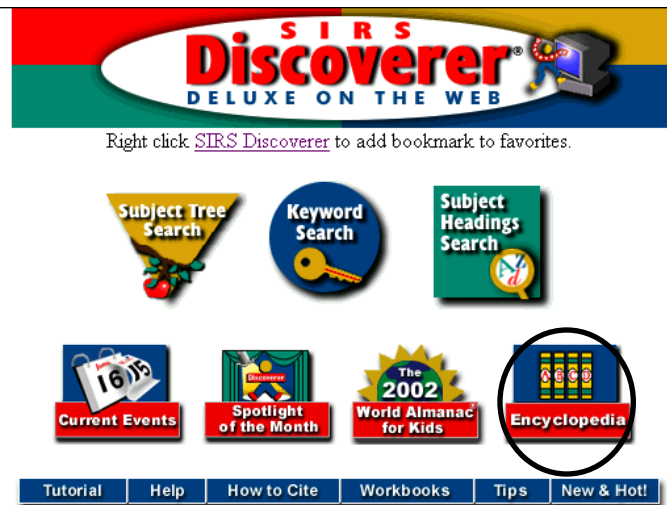 SIRS
Discoverer®
DELUXE ON THE WEB
Right click SIRS Discoverer to add bookmark to favorites.
Subject Tree
Search
Keyword
Search
Subject
Headings
Search
A Z
d
June
16 15
Current Events
Discoverer
Spotlight
of the Month
The
2002
World Almanac
for Kids
A B C D
Encyclopedia
Tutorial Help How to Cite Workbooks Tips New & Hot!